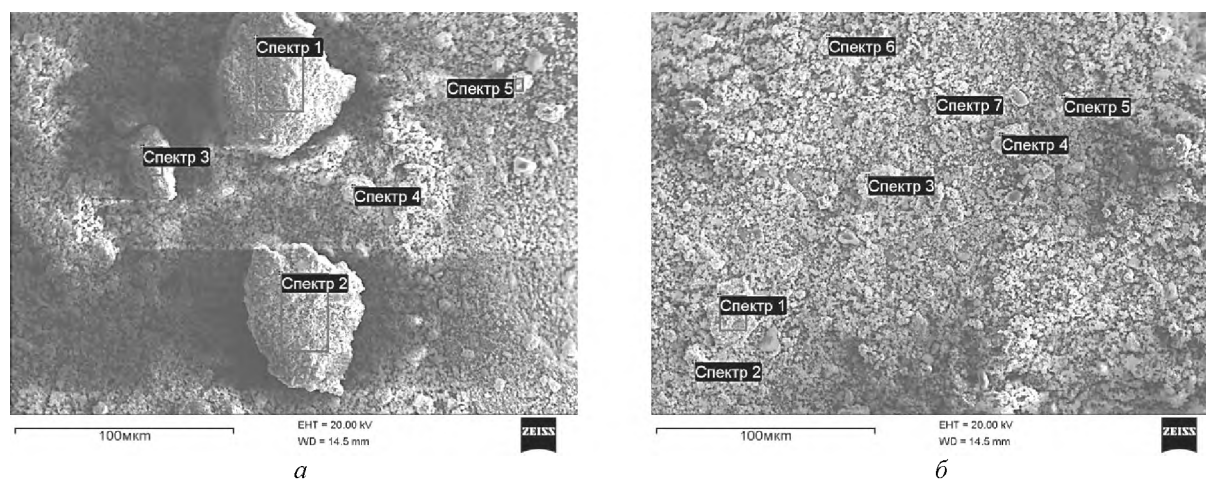 Спектр 1
Спектр 5
Спектр 3
Спектр 4
Спектр 2
100мкм
EHT = 20.00 kV
WD = 14.5 mm
ZEISS
а
Спектр 6
Спектр 7
Спектр 5
Спектр 4
Спектр 3
Спектр 1
Спектр 2
100мкм
EHT = 20.00 kV
WD = 14.5 mm
ZEISS
б